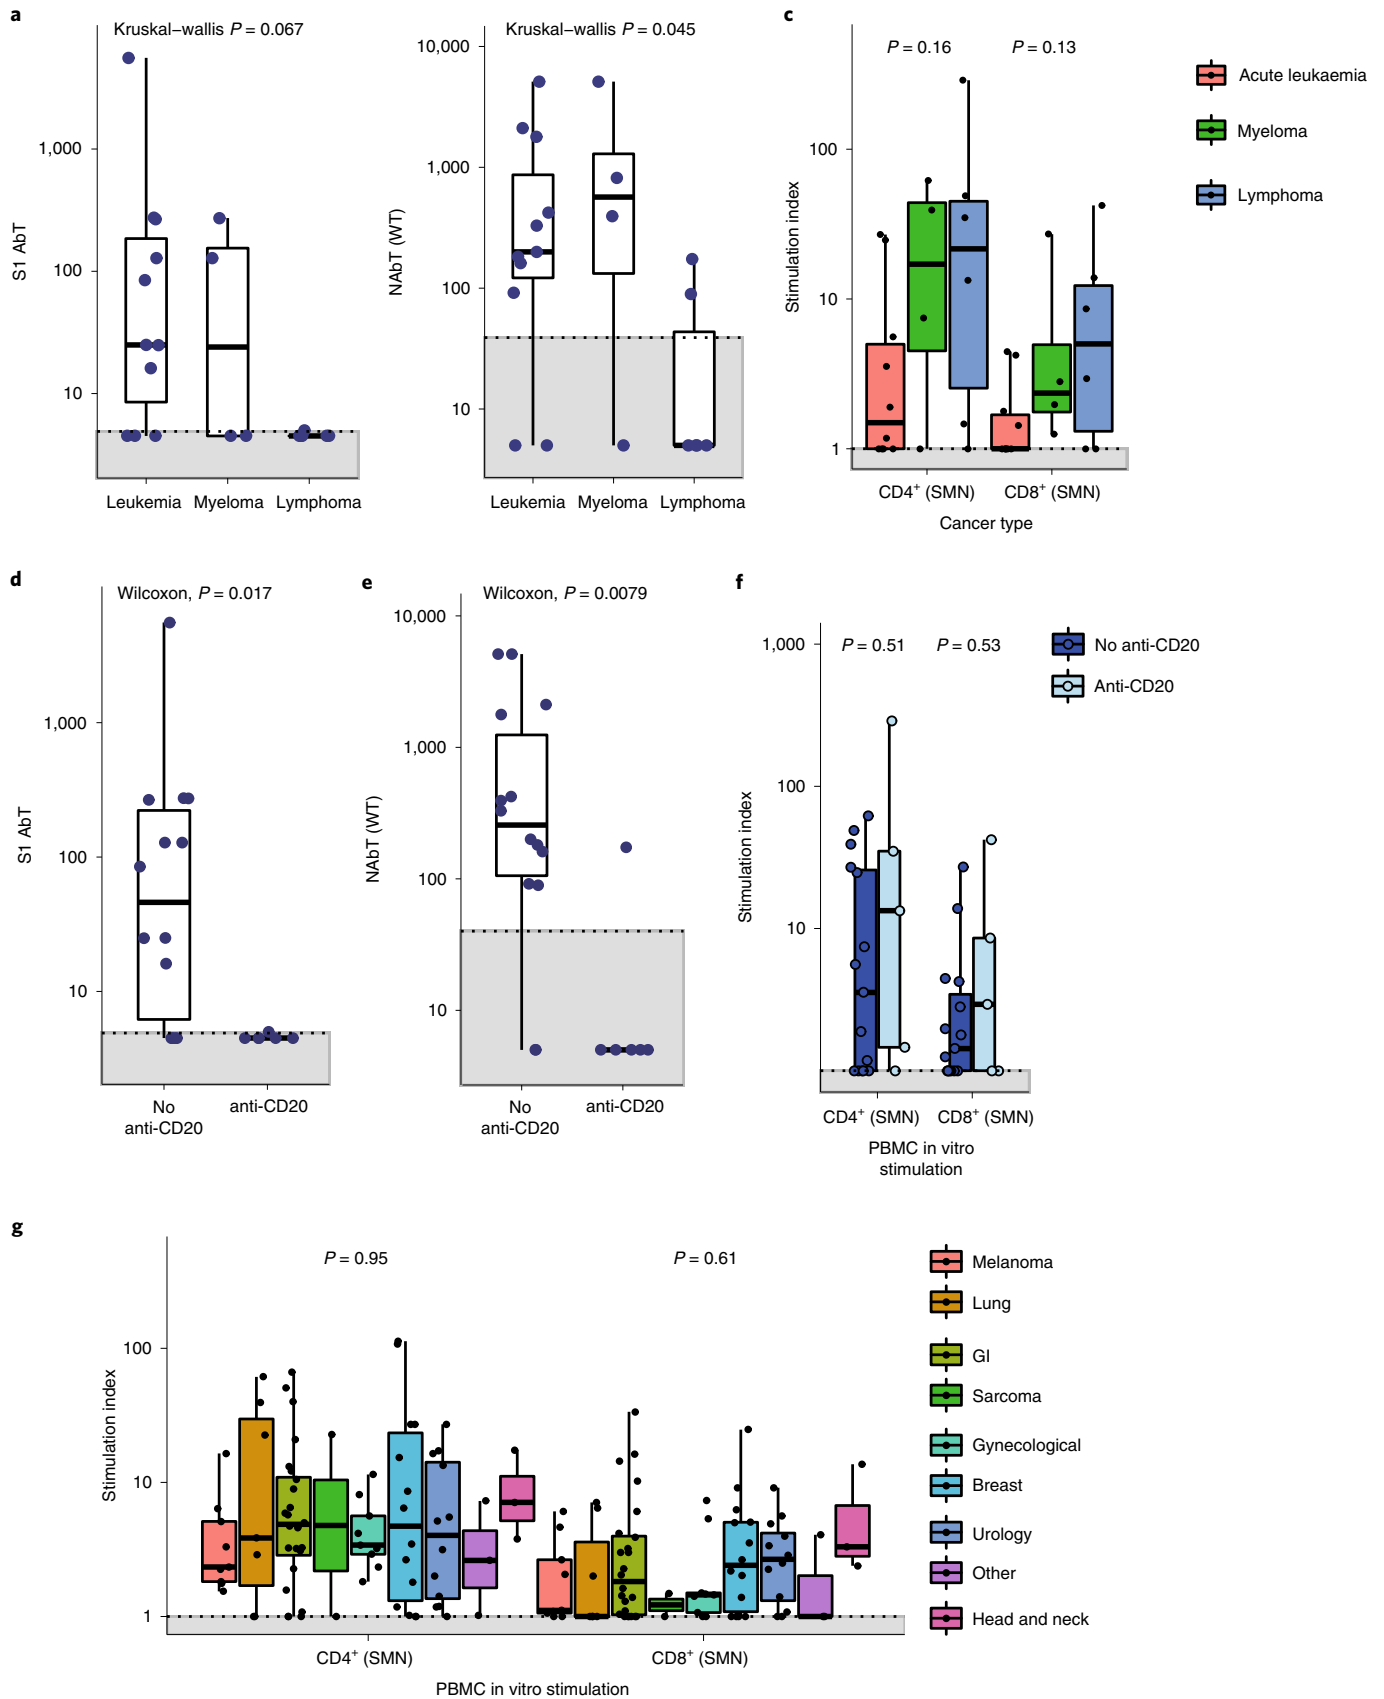 a
Kruskal–wallis P = 0.067
S1 AbT
1,000
100
10
Leukemia Myeloma Lymphoma
Kruskal–wallis P = 0.045
NAbT (WT)
10,000
1,000
100
10
Leukemia Myeloma Lymphoma
c
P = 0.16 P = 0.13
Stimulation index
100
10
1
CD4+ (SMN) CD8+ (SMN)
Cancer type
Acute leukaemia
Myeloma
Lymphoma
d
Wilcoxon, P = 0.017
S1 AbT
1,000
100
10
No anti-CD20
anti-CD20
e
Wilcoxon, P = 0.0079
NAbT (WT)
10,000
1,000
100
10
No anti-CD20
anti-CD20
f
P = 0.51 P = 0.53
Stimulation index
1,000
100
10
CD4+ (SMN) CD8+ (SMN)
PBMC in vitro
stimulation
No anti-CD20
Anti-CD20
g
P = 0.95 P = 0.61
Stimulation index
100
10
1
CD4+ (SMN) CD8+ (SMN)
PBMC in vitro stimulation
Melanoma
Lung
GI
Sarcoma
Gynecological
Breast
Urology
Other
Head and neck